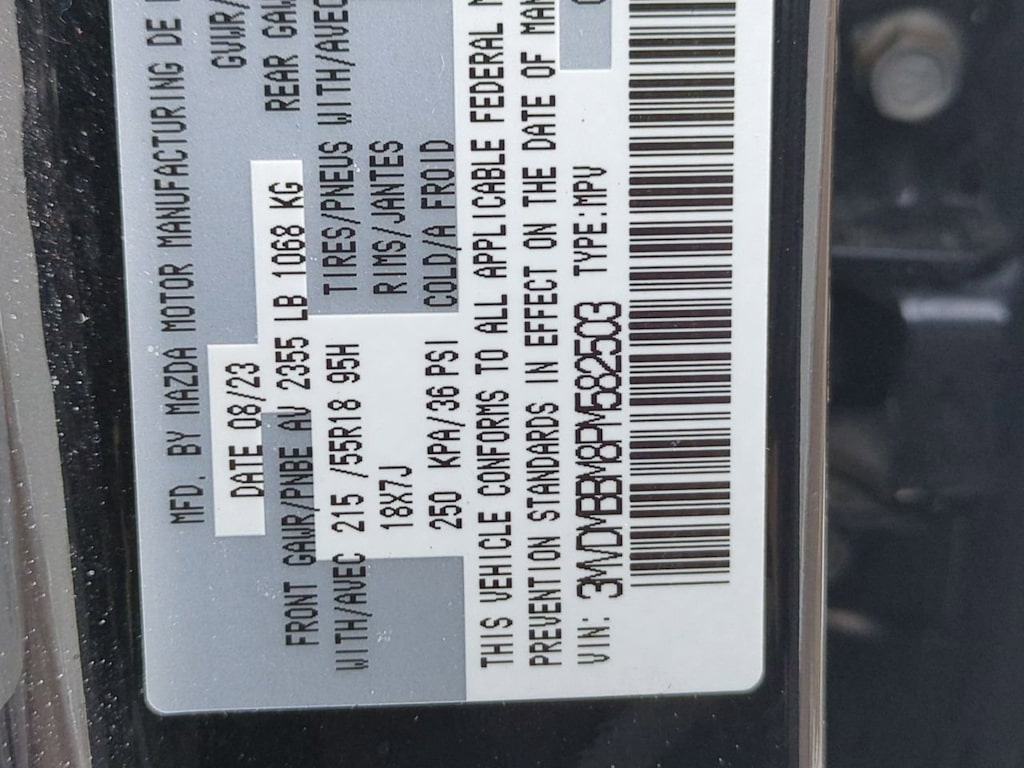 MFD. BY MAZDA MOTOR MANUFACTURING DE
DATE 08/23 GVWR/
FRONT GAWR/PNBE AV 2355 LB 1068 KG REAR GAW
WITH/AVEC 215 /55R18 95H TIRES/PNEUS WITH/AVEC
18X7J RIMS/JANTES
250 KPA/36 PSI COLD/A FROID
THIS VEHICLE CONFORMS TO ALL APPLICABLE FEDERAL
PREVENTION STANDARDS IN EFFECT ON THE DATE OF MAN
VIN: 3MVDMBBM8PM582503 TYPE:MPV